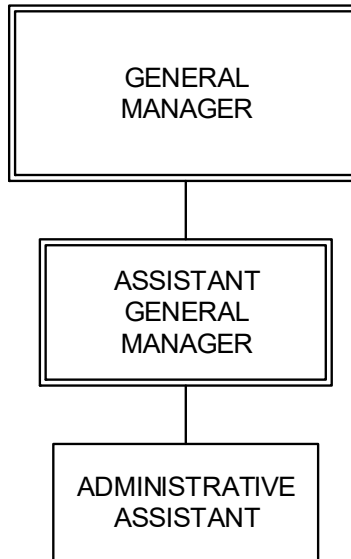 GENERAL
MANAGER
ASSISTANT
GENERAL
MANAGER
ADMINISTRATIVE
ASSISTANT